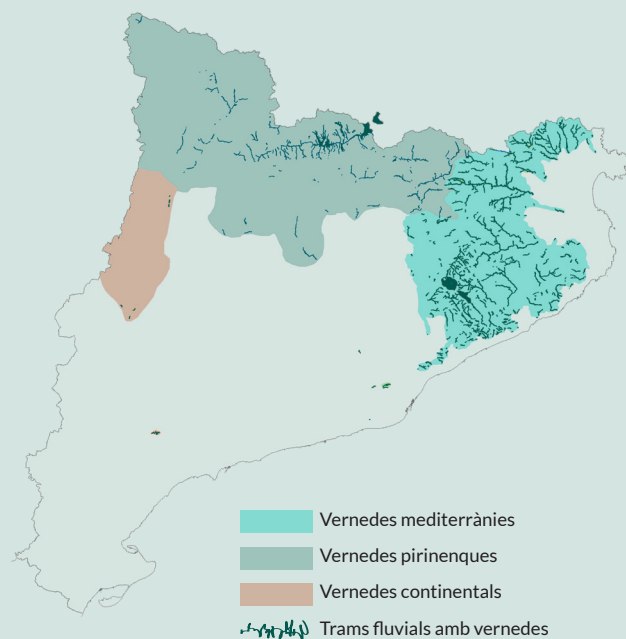 Vernedes mediterrànies
Vernedes pirinenques
Vernedes continentals
Trams fluvials amb vernedes